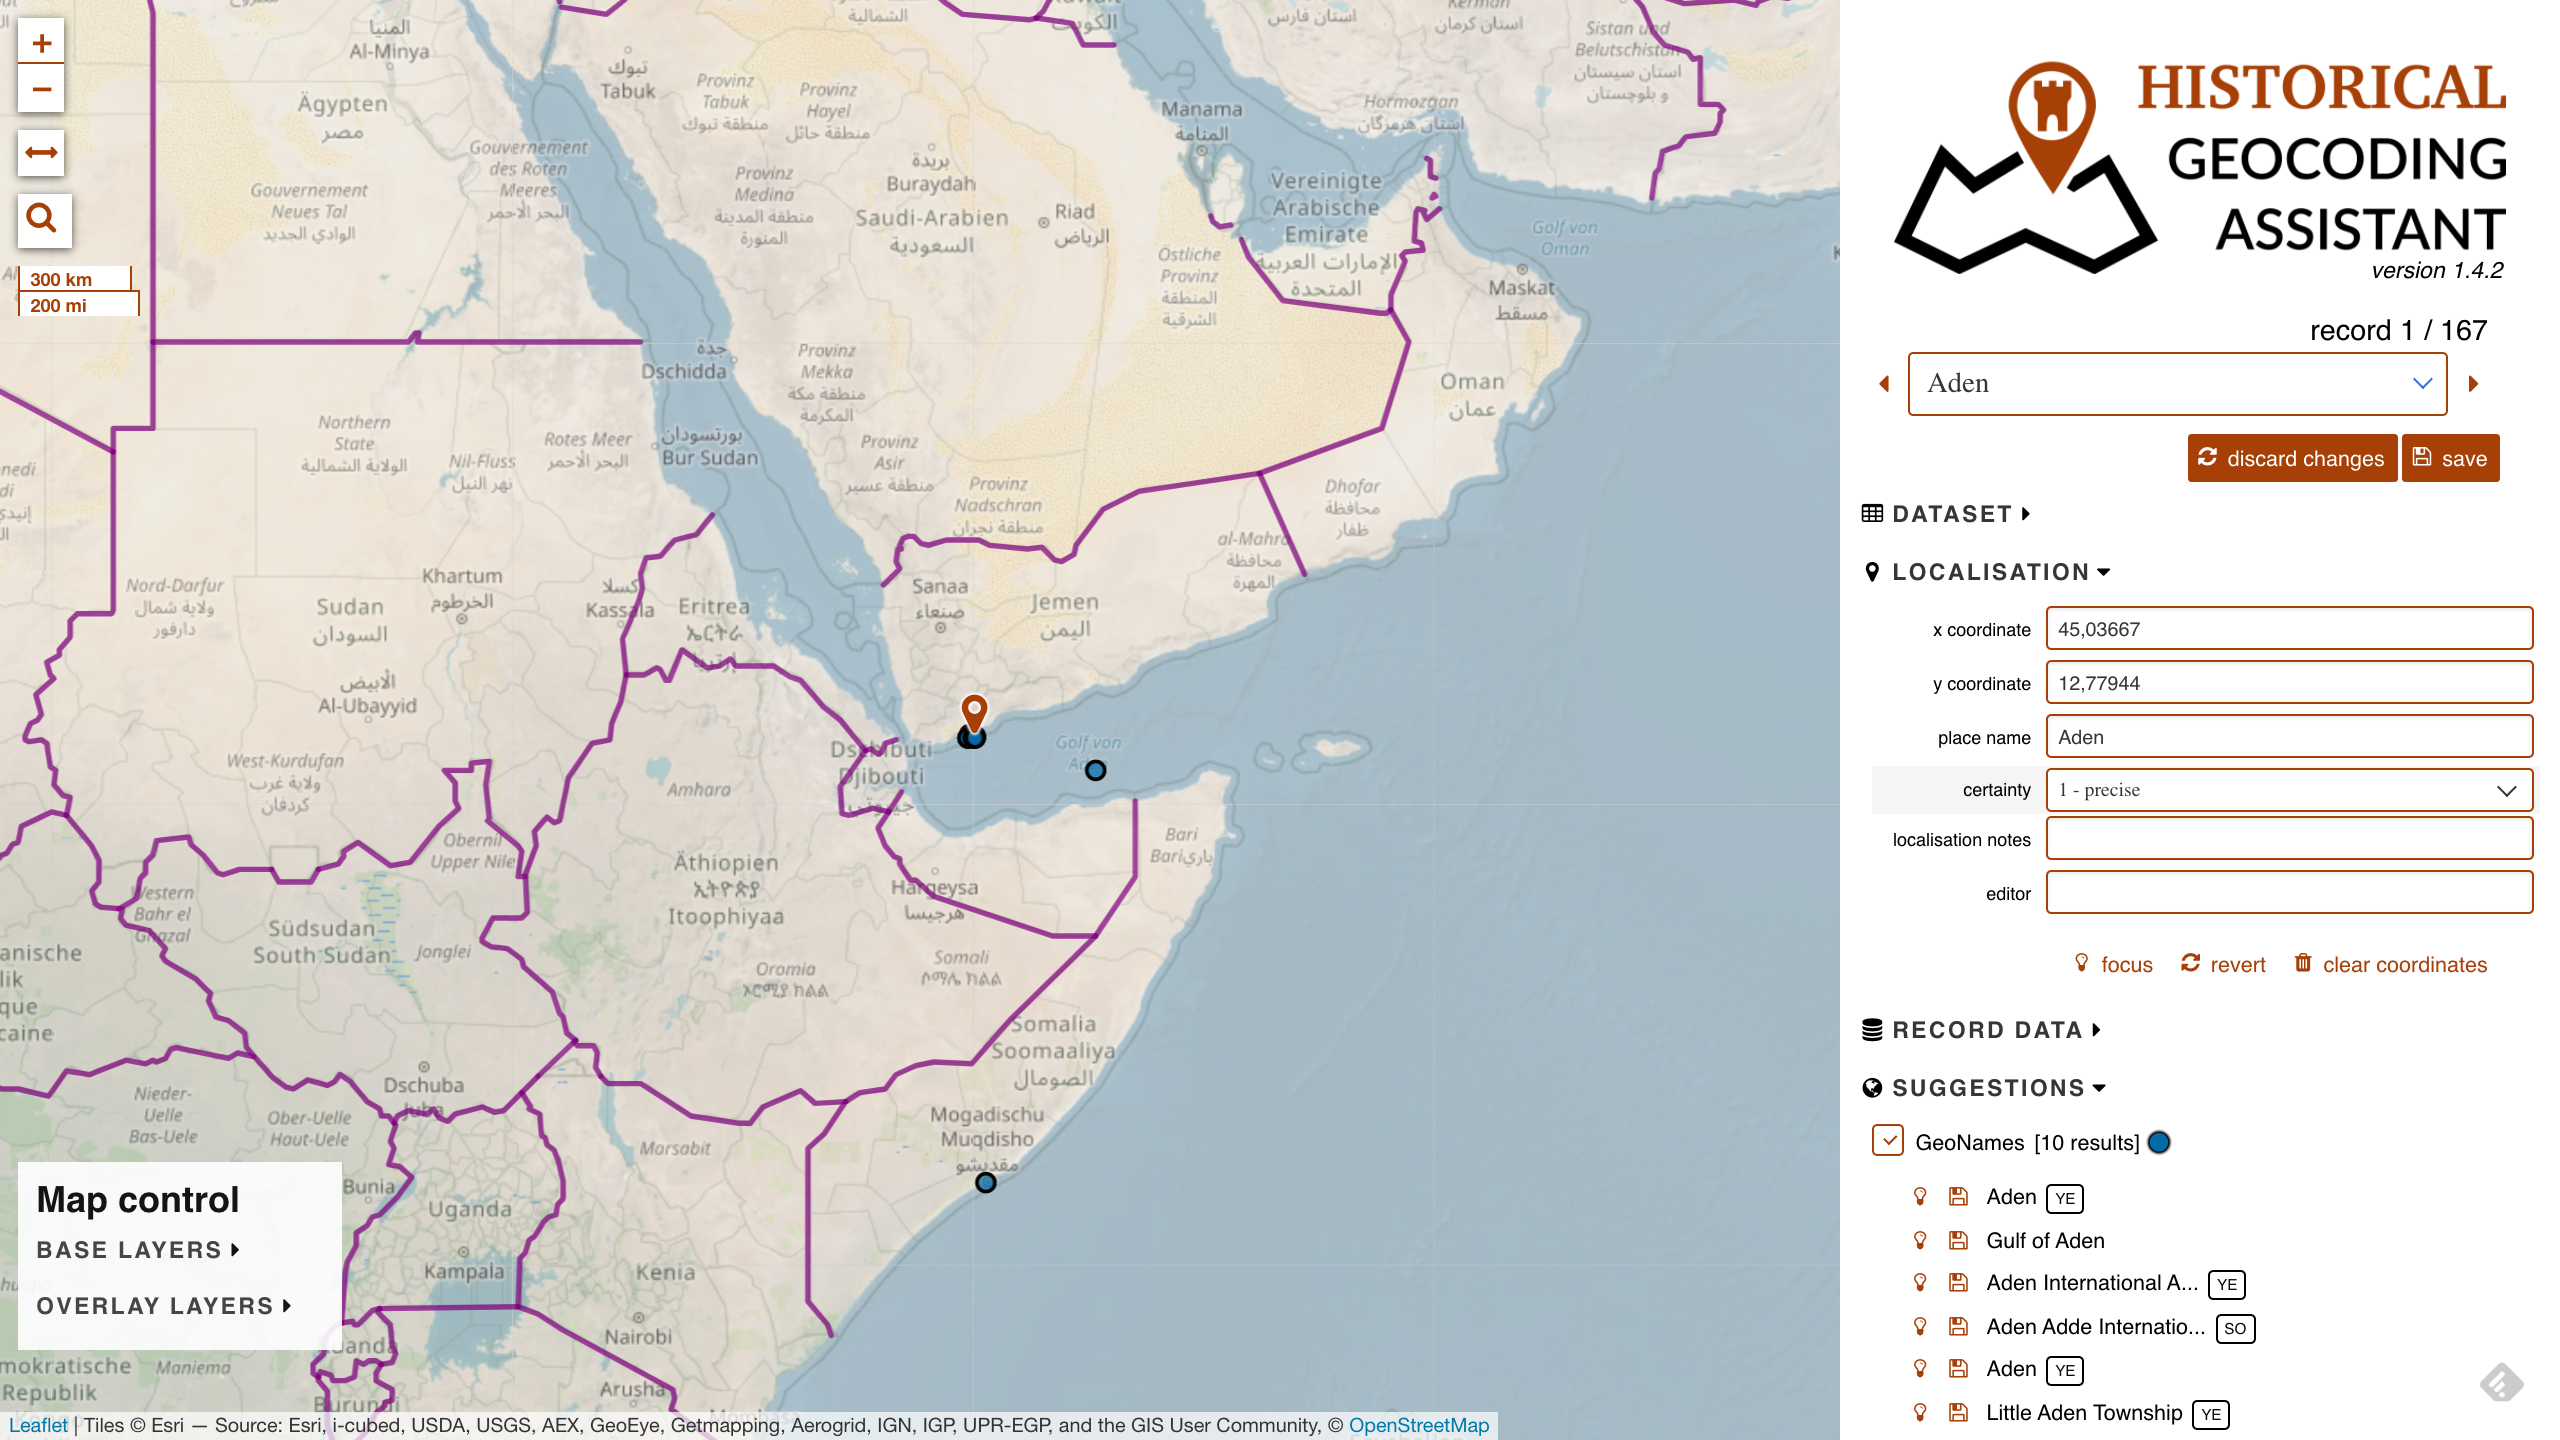 +
−
300 km
200 mi
المنيا
Al-Minya
Ägypten
مصر
Gouvernement
Neues Tal
الوادي الجديد
Gouvernement
des Roten
Meeres
البحر الأحمر
تبوك
Tabuk
Provinz
Tabuk
منطقة تبوك
الشمالية
Provinz
Hayel
منطقة حائل
الكويت
استان فارس
Kerman
استان کرمان
Sistan und
Belutschistan
استان سیستان
و بلوچستان
Manama
المنامة
Hormozgan
استان هرمزگان
بريدة
Buraydah
Provinz
Medina
منطقة المدينة
المنورة
Saudi-Arabien
السعودية
Riad
الرياض
Östliche
Provinz
المنطقة
الشرقية
Vereinigte
Arabische
Emirate
الإمارات العربية
المتحدة
Golf von
Oman
Maskat
مسقط
Oman
عمان
جدة
Dschidda
Provinz
Mekka
منطقة مكة
المكرمة
Northern
State
الولاية الشمالية
Nil-Fluss
نهر النيل
Rotes Meer
البحر الأحمر
بورتسودان
Bur Sudan
Provinz
Asir
منطقة عسير
Provinz
Nadschran
منطقة نجران
Dhofar
محافظة
ظفار
al-Mahra
محافظة
المهرة
Nord-Darfur
ولاية شمال
دارفور
Sudan
السودان
Khartum
الخرطوم
كسلا
Kassala
Eritrea
ኤርትራ
إرتريا
Sanaa
صنعاء
Jemen
اليمن
الأبيض
Al-Ubayyid
West-Kurdufan
ولاية غرب
كردفان
Amhara
Dschibuti
Djibouti
جيبوتي
Golf von
Aden
Obernil
Upper Nile
Western
Bahr el
Ghazal
Südsudan
South Sudan
Jonglei
Äthiopien
ኢትዮጵያ
Itoophiyaa
Hargeysa
هرجيسا
Bari
Bariباري
Oromia
ኦሮሚያ ክልል
Somali
ሶማሌ ክልል
Somalia
Soomaaliya
الصومال
Mogadischu
Muqdisho
مقديشو
anische
lik
que
caine
Nieder-
Uele
Bas-Uele
Ober-Uelle
Haut-Uele
Dschuba
Juba
Marsabit
Bunia
Uganda
Kampala
Kenia
Nairobi
Arusha
mokratische
Republik
Maniema
Burundi
Map control
BASE LAYERS
OVERLAY LAYERS
Leaflet | Tiles © Esri — Source: Esri, i-cubed, USDA, USGS, AEX, GeoEye, Getmapping, Aerogrid, IGN, IGP, UPR-EGP, and the GIS User Community, © OpenStreetMap
HISTORICAL
GEOCODING
ASSISTANT
version 1.4.2
record 1 / 167
Aden
discard changes save
DATASET
LOCALISATION
x coordinate 45,03667
y coordinate 12,77944
place name Aden
certainty 1 - precise
localisation notes
editor
focus revert clear coordinates
RECORD DATA
SUGGESTIONS
GeoNames [10 results]
Aden YE
Gulf of Aden
Aden International A... YE
Aden Adde Internatio... SO
Aden YE
Little Aden Township YE